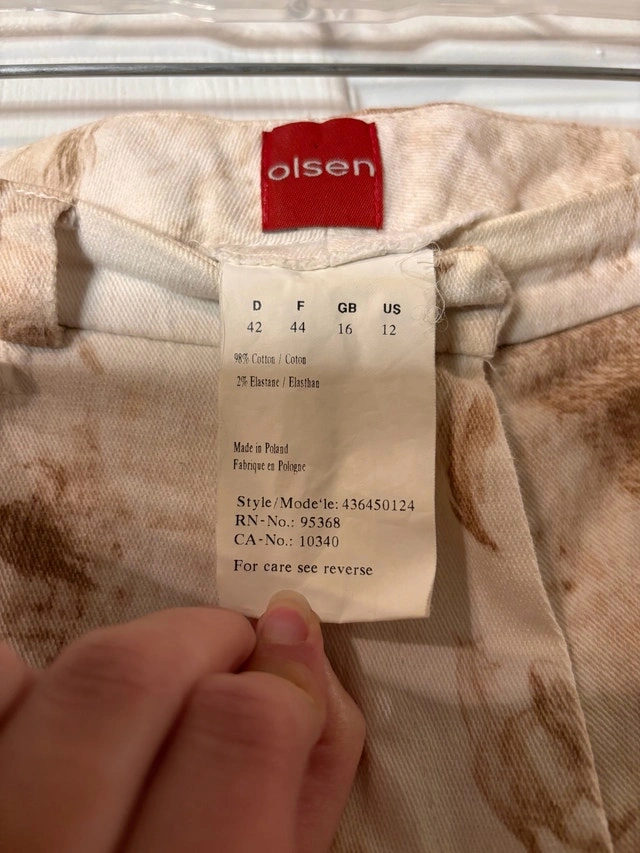 olsen
D F GB US
42 44 16 12
98% Cotton / Coton
2% Elastane / Elasthan
Made in Poland
Fabrique en Pologne
Style/Mode'le: 436450124
RN-No.: 95368
CA-No.: 10340
For care see reverse